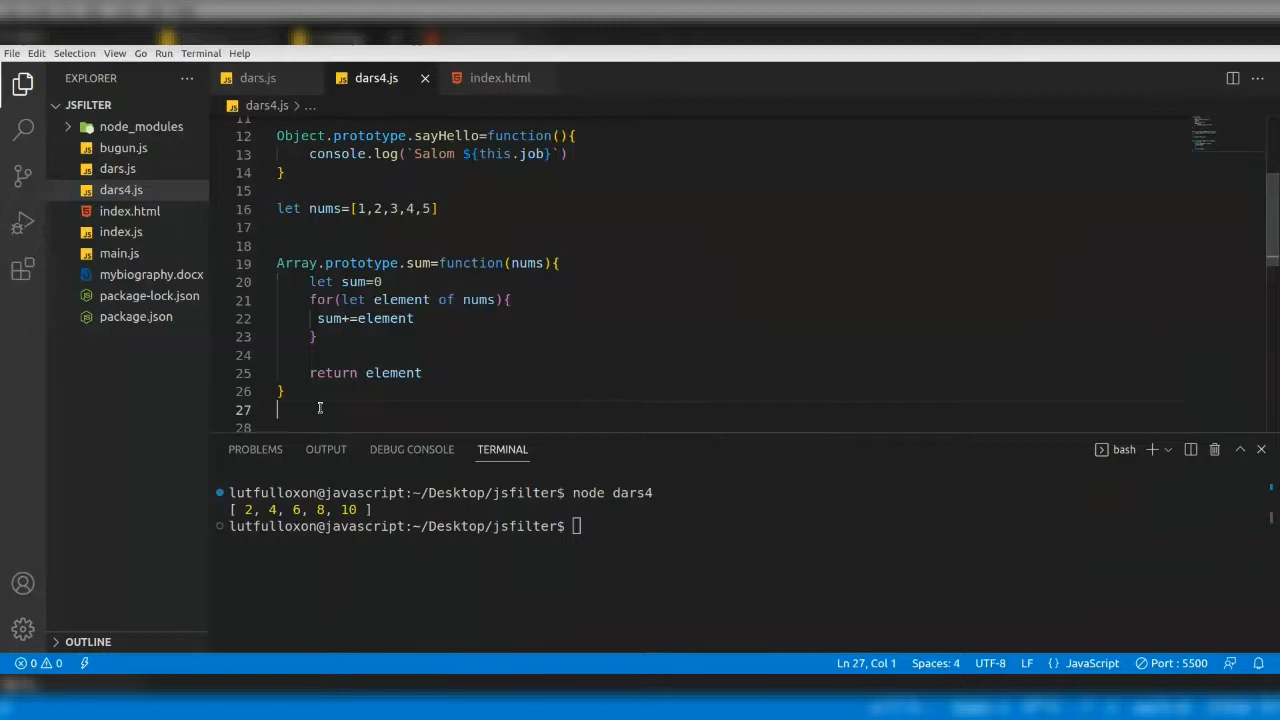 File Edit Selection View Go Run Terminal Help
EXPLORER ...
dars.js
dars4.js
index.html
JSFILTER
dars4.js > ...
node_modules
bugun.js
dars.js
dars4.js
index.html
index.js
main.js
mybiography.docx
package-lock.json
package.json
OUTLINE
11
12 Object.prototype.sayHello=function(){
13 console.log(`Salom ${this.job}`)
14 }
15
16 let nums=[1,2,3,4,5]
17
18
19 Array.prototype.sum=function(nums){
20 let sum=0
21 for(let element of nums){
22 sum+=element
23 }
24
25 return element
26 }
27
28
PROBLEMS OUTPUT DEBUG CONSOLE TERMINAL
bash
lutfulloxon@javascript:~/Desktop/jsfilter$ node dars4
[ 2, 4, 6, 8, 10 ]
lutfulloxon@javascript:~/Desktop/jsfilter$
0 0
Ln 27, Col 1 Spaces: 4 UTF-8 LF {} JavaScript Port : 5500